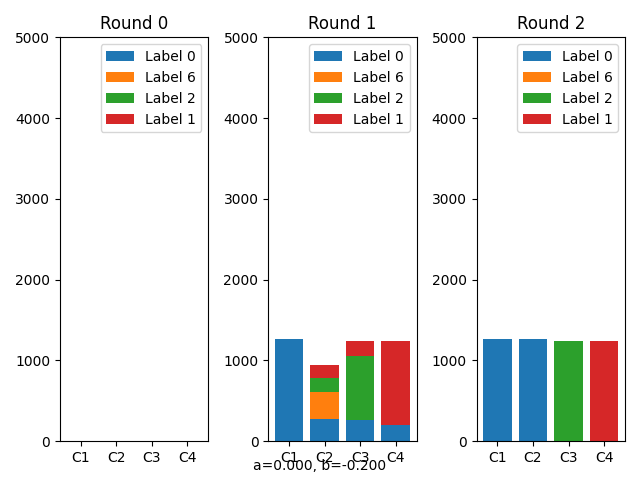 Round 0
Round 1
Round 2
5000
4000
3000
2000
1000
0
C1 C2 C3 C4
Label 0
Label 6
Label 2
Label 1
5000
4000
3000
2000
1000
0
C1 C2 C3 C4
Label 0
Label 6
Label 2
Label 1
5000
4000
3000
2000
1000
0
C1 C2 C3 C4
Label 0
Label 6
Label 2
Label 1
a=0.000, b=-0.200